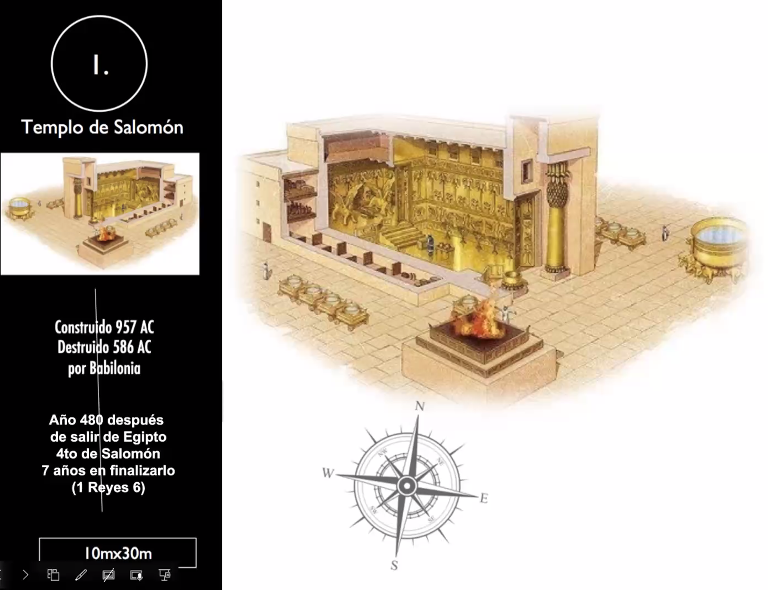 1.
Templo de Salomón
Construido 957 AC
Destruido 586 AC
por Babilonia
Año 480 después
de salir de Egipto
4to de Salomón
7 años en finalizarlo
(1 Reyes 6)
10mx30m
N
W
E
S